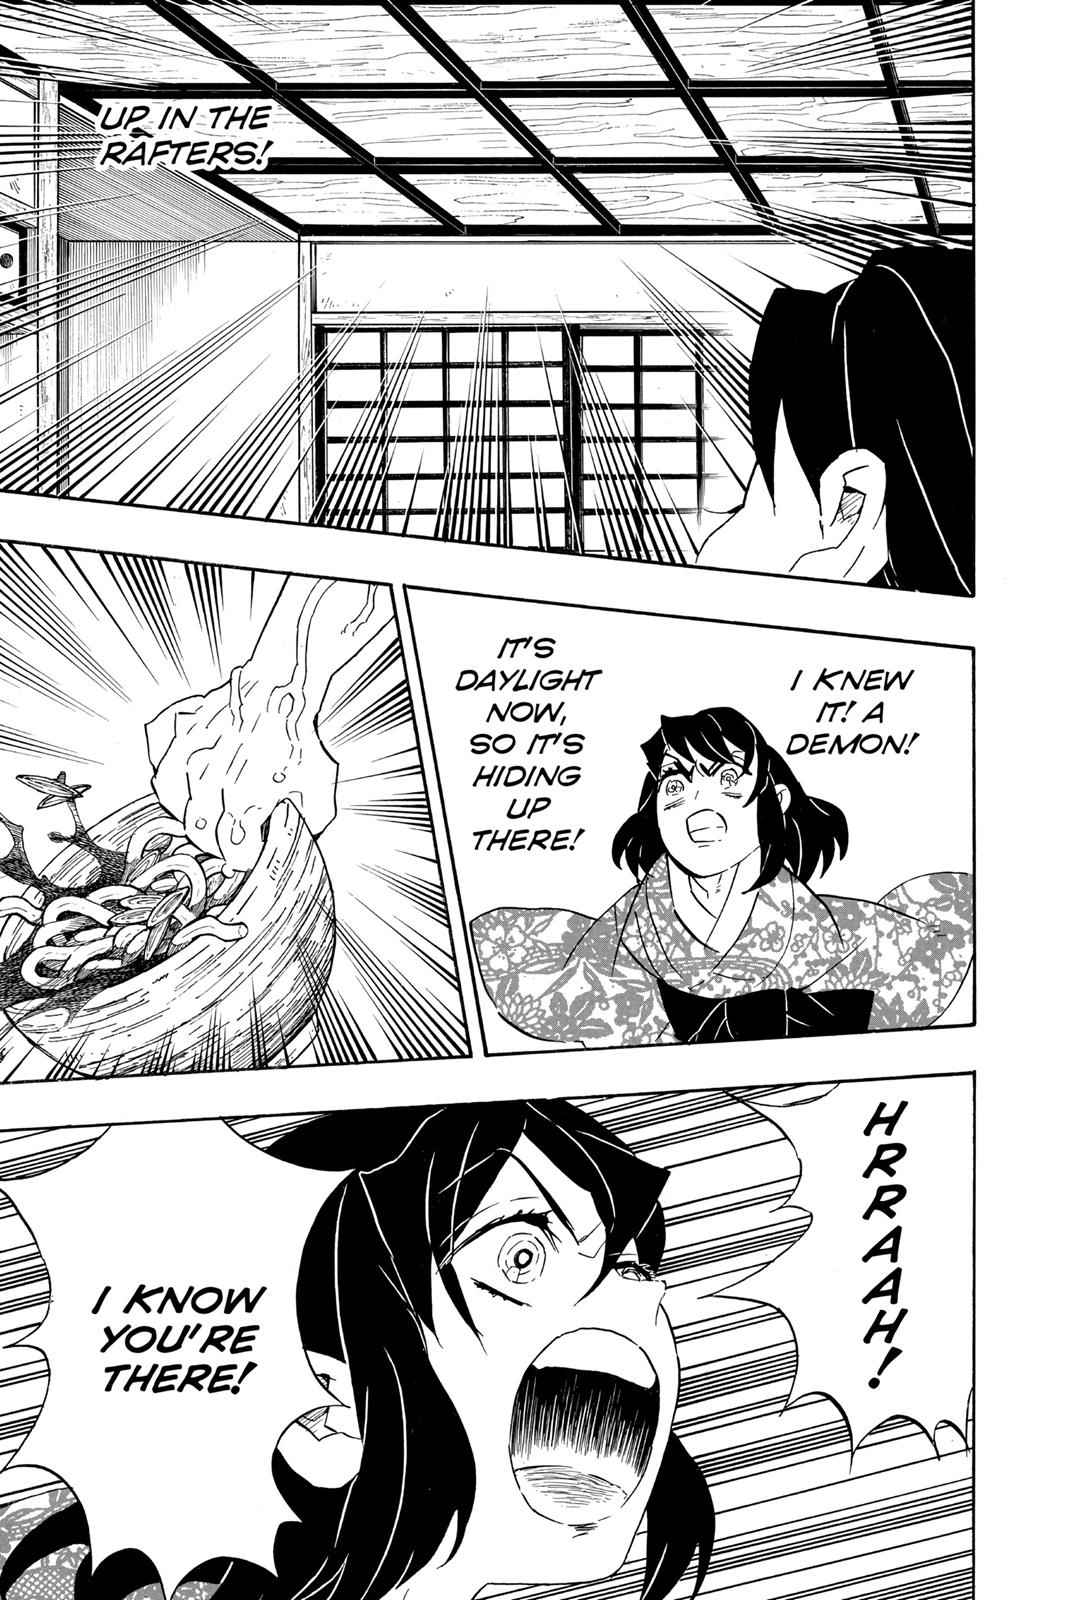 UP IN THE
RAFTERS!
I KNEW
IT! A
DEMON!
IT'S
DAYLIGHT
NOW,
SO IT'S
HIDING
UP
THERE!
HRRAAH!
I KNOW
YOU'RE
THERE!